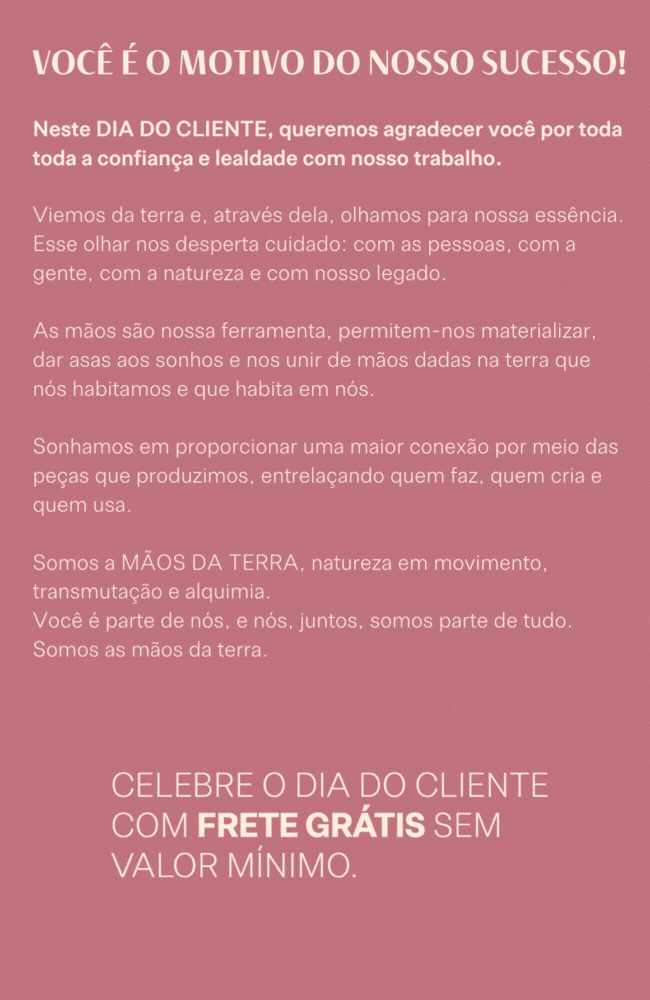 VOCÊ É O MOTIVO DO NOSSO SUCESSO!
Neste DIA DO CLIENTE, queremos agradecer você por toda
toda a confiança e lealdade com nosso trabalho.
Viemos da terra e, através dela, olhamos para nossa essência.
Esse olhar nos desperta cuidado: com as pessoas, com a
gente, com a natureza e com nosso legado.
As mãos são nossa ferramenta, permitem-nos materializar,
dar asas aos sonhos e nos unir de mãos dadas na terra que
nós habitamos e que habita em nós.
Sonhamos em proporcionar uma maior conexão por meio das
peças que produzimos, entrelaçando quem faz, quem cria e
quem usa.
Somos a MÃOS DA TERRA, natureza em movimento,
transmutação e alquimia.
Você é parte de nós, e nós, juntos, somos parte de tudo.
Somos as mãos da terra.
CELEBRE O DIA DO CLIENTE
COM FRETE GRÁTIS SEM
VALOR MÍNIMO.